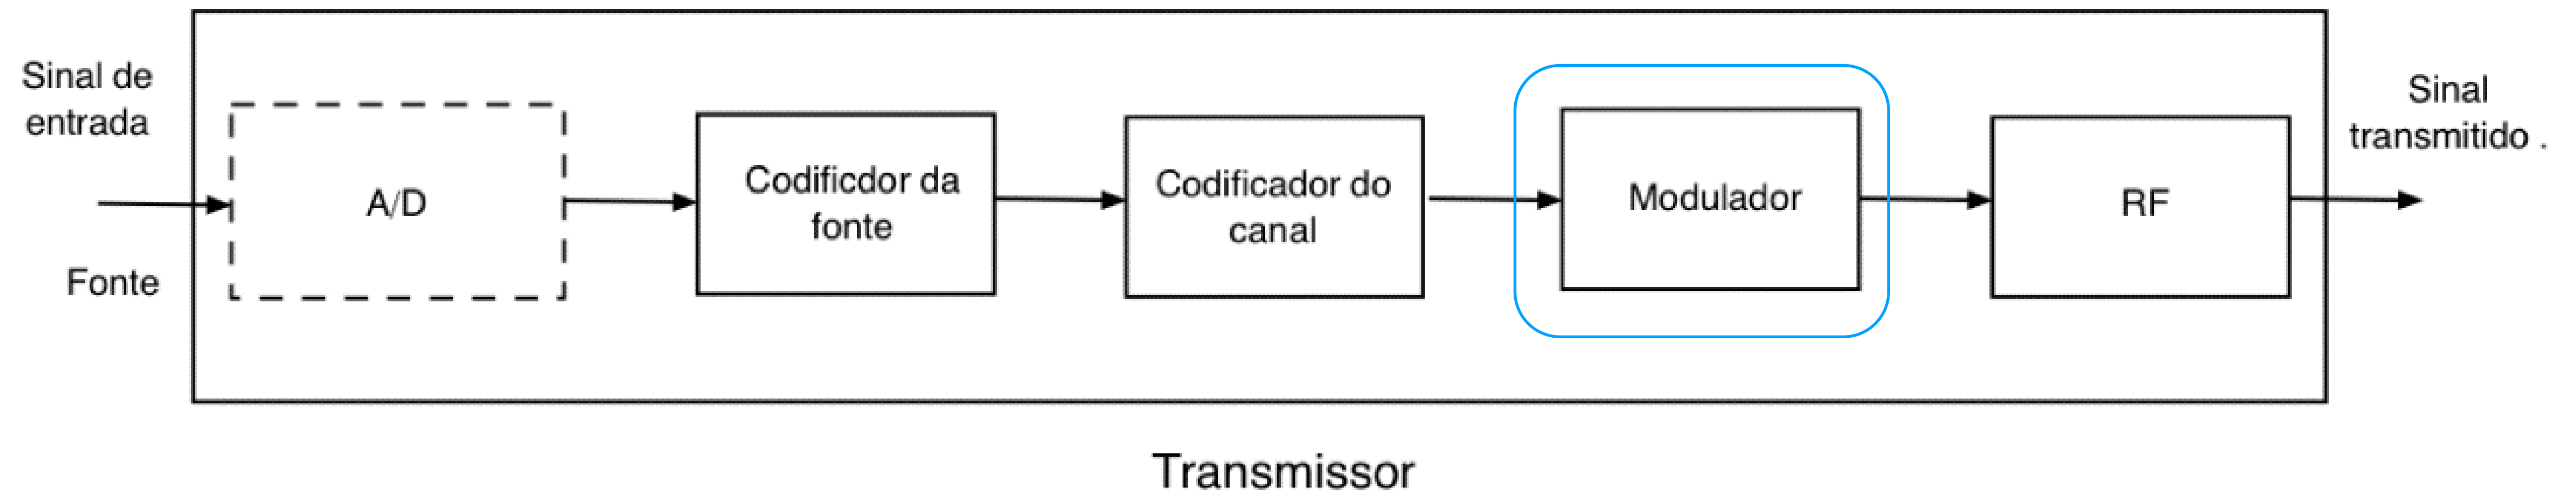 Sinal de
entrada
Fonte
A/D
Codificdor da
fonte
Codificador do
canal
Modulador
RF
Sinal
transmitido .
Transmissor